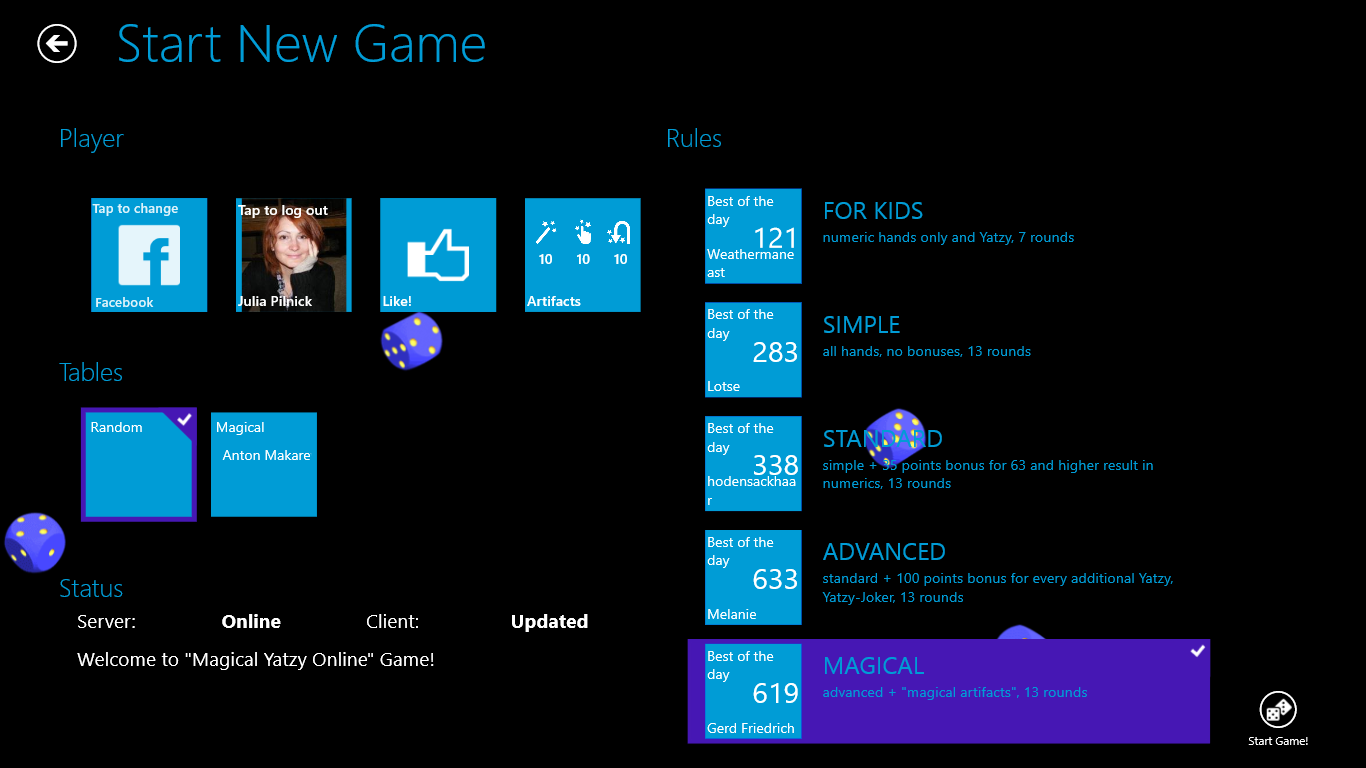 Start New Game
Player
Tap to change
Facebook
Tap to log out
Julia Pilnick
Like!
10 10 10
Artifacts
Tables
Random
Magical
Anton Makare
Status
Server: Online Client: Updated
Welcome to "Magical Yatzy Online" Game!
Rules
Best of the
day
121
Weathermane
ast
FOR KIDS
numeric hands only and Yatzy, 7 rounds
Best of the
day
283
Lotse
SIMPLE
all hands, no bonuses, 13 rounds
Best of the
day
338
hodensackhaa
r
STANDARD
simple + 35 points bonus for 63 and higher result in
numerics, 13 rounds
Best of the
day
633
Melanie
ADVANCED
standard + 100 points bonus for every additional Yatzy,
Yatzy-Joker, 13 rounds
Best of the
day
619
Gerd Friedrich
MAGICAL
advanced + "magical artifacts", 13 rounds
Start Game!